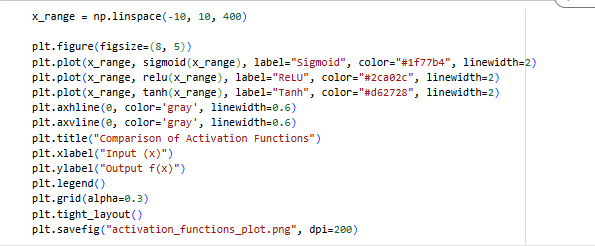 x_range = np.linspace(-10, 10, 400)
plt.figure(figsize=(8, 5))
plt.plot(x_range, sigmoid(x_range), label="Sigmoid", color="#1f77b4", linewidth=2)
plt.plot(x_range, relu(x_range), label="ReLU", color="#2ca02c", linewidth=2)
plt.plot(x_range, tanh(x_range), label="Tanh", color="#d62728", linewidth=2)
plt.axhline(0, color='gray', linewidth=0.6)
plt.axvline(0, color='gray', linewidth=0.6)
plt.title("Comparison of Activation Functions")
plt.xlabel("Input (x)")
plt.ylabel("Output f(x)")
plt.legend()
plt.grid(alpha=0.3)
plt.tight_layout()
plt.savefig("activation_functions_plot.png", dpi=200)